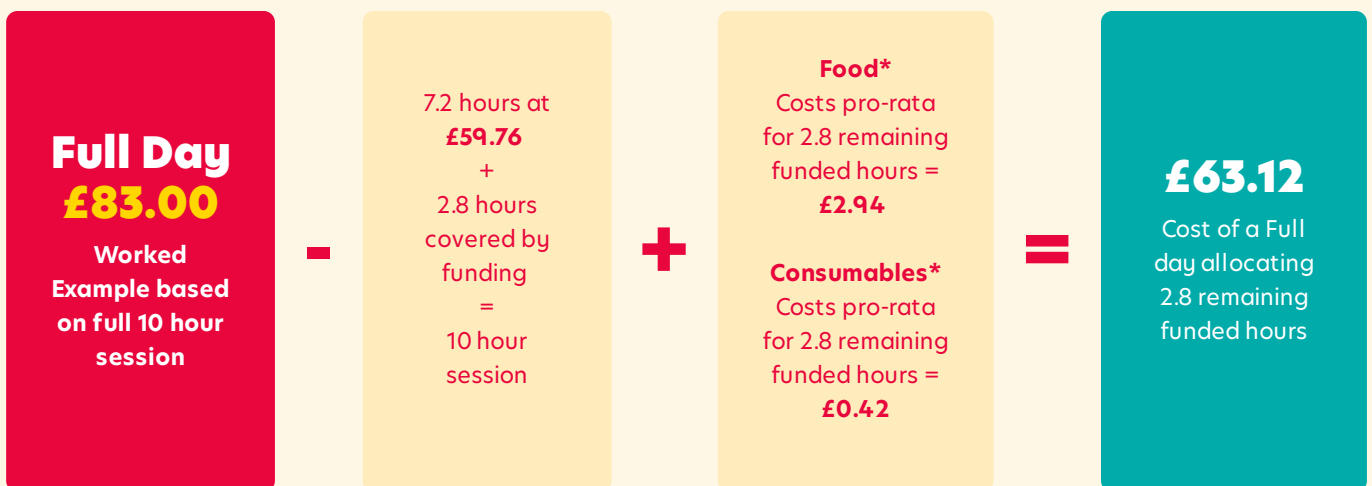 Full Day
£83.00
Worked
Example based
on full 10 hour
session
-
7.2 hours at
£59.76
+
2.8 hours
covered by
funding
=
10 hour
session
+
Food*
Costs pro-rata
for 2.8 remaining
funded hours =
£2.94
Consumables*
Costs pro-rata
for 2.8 remaining
funded hours =
£0.42
=
£63.12
Cost of a Full
day allocating
2.8 remaining
funded hours